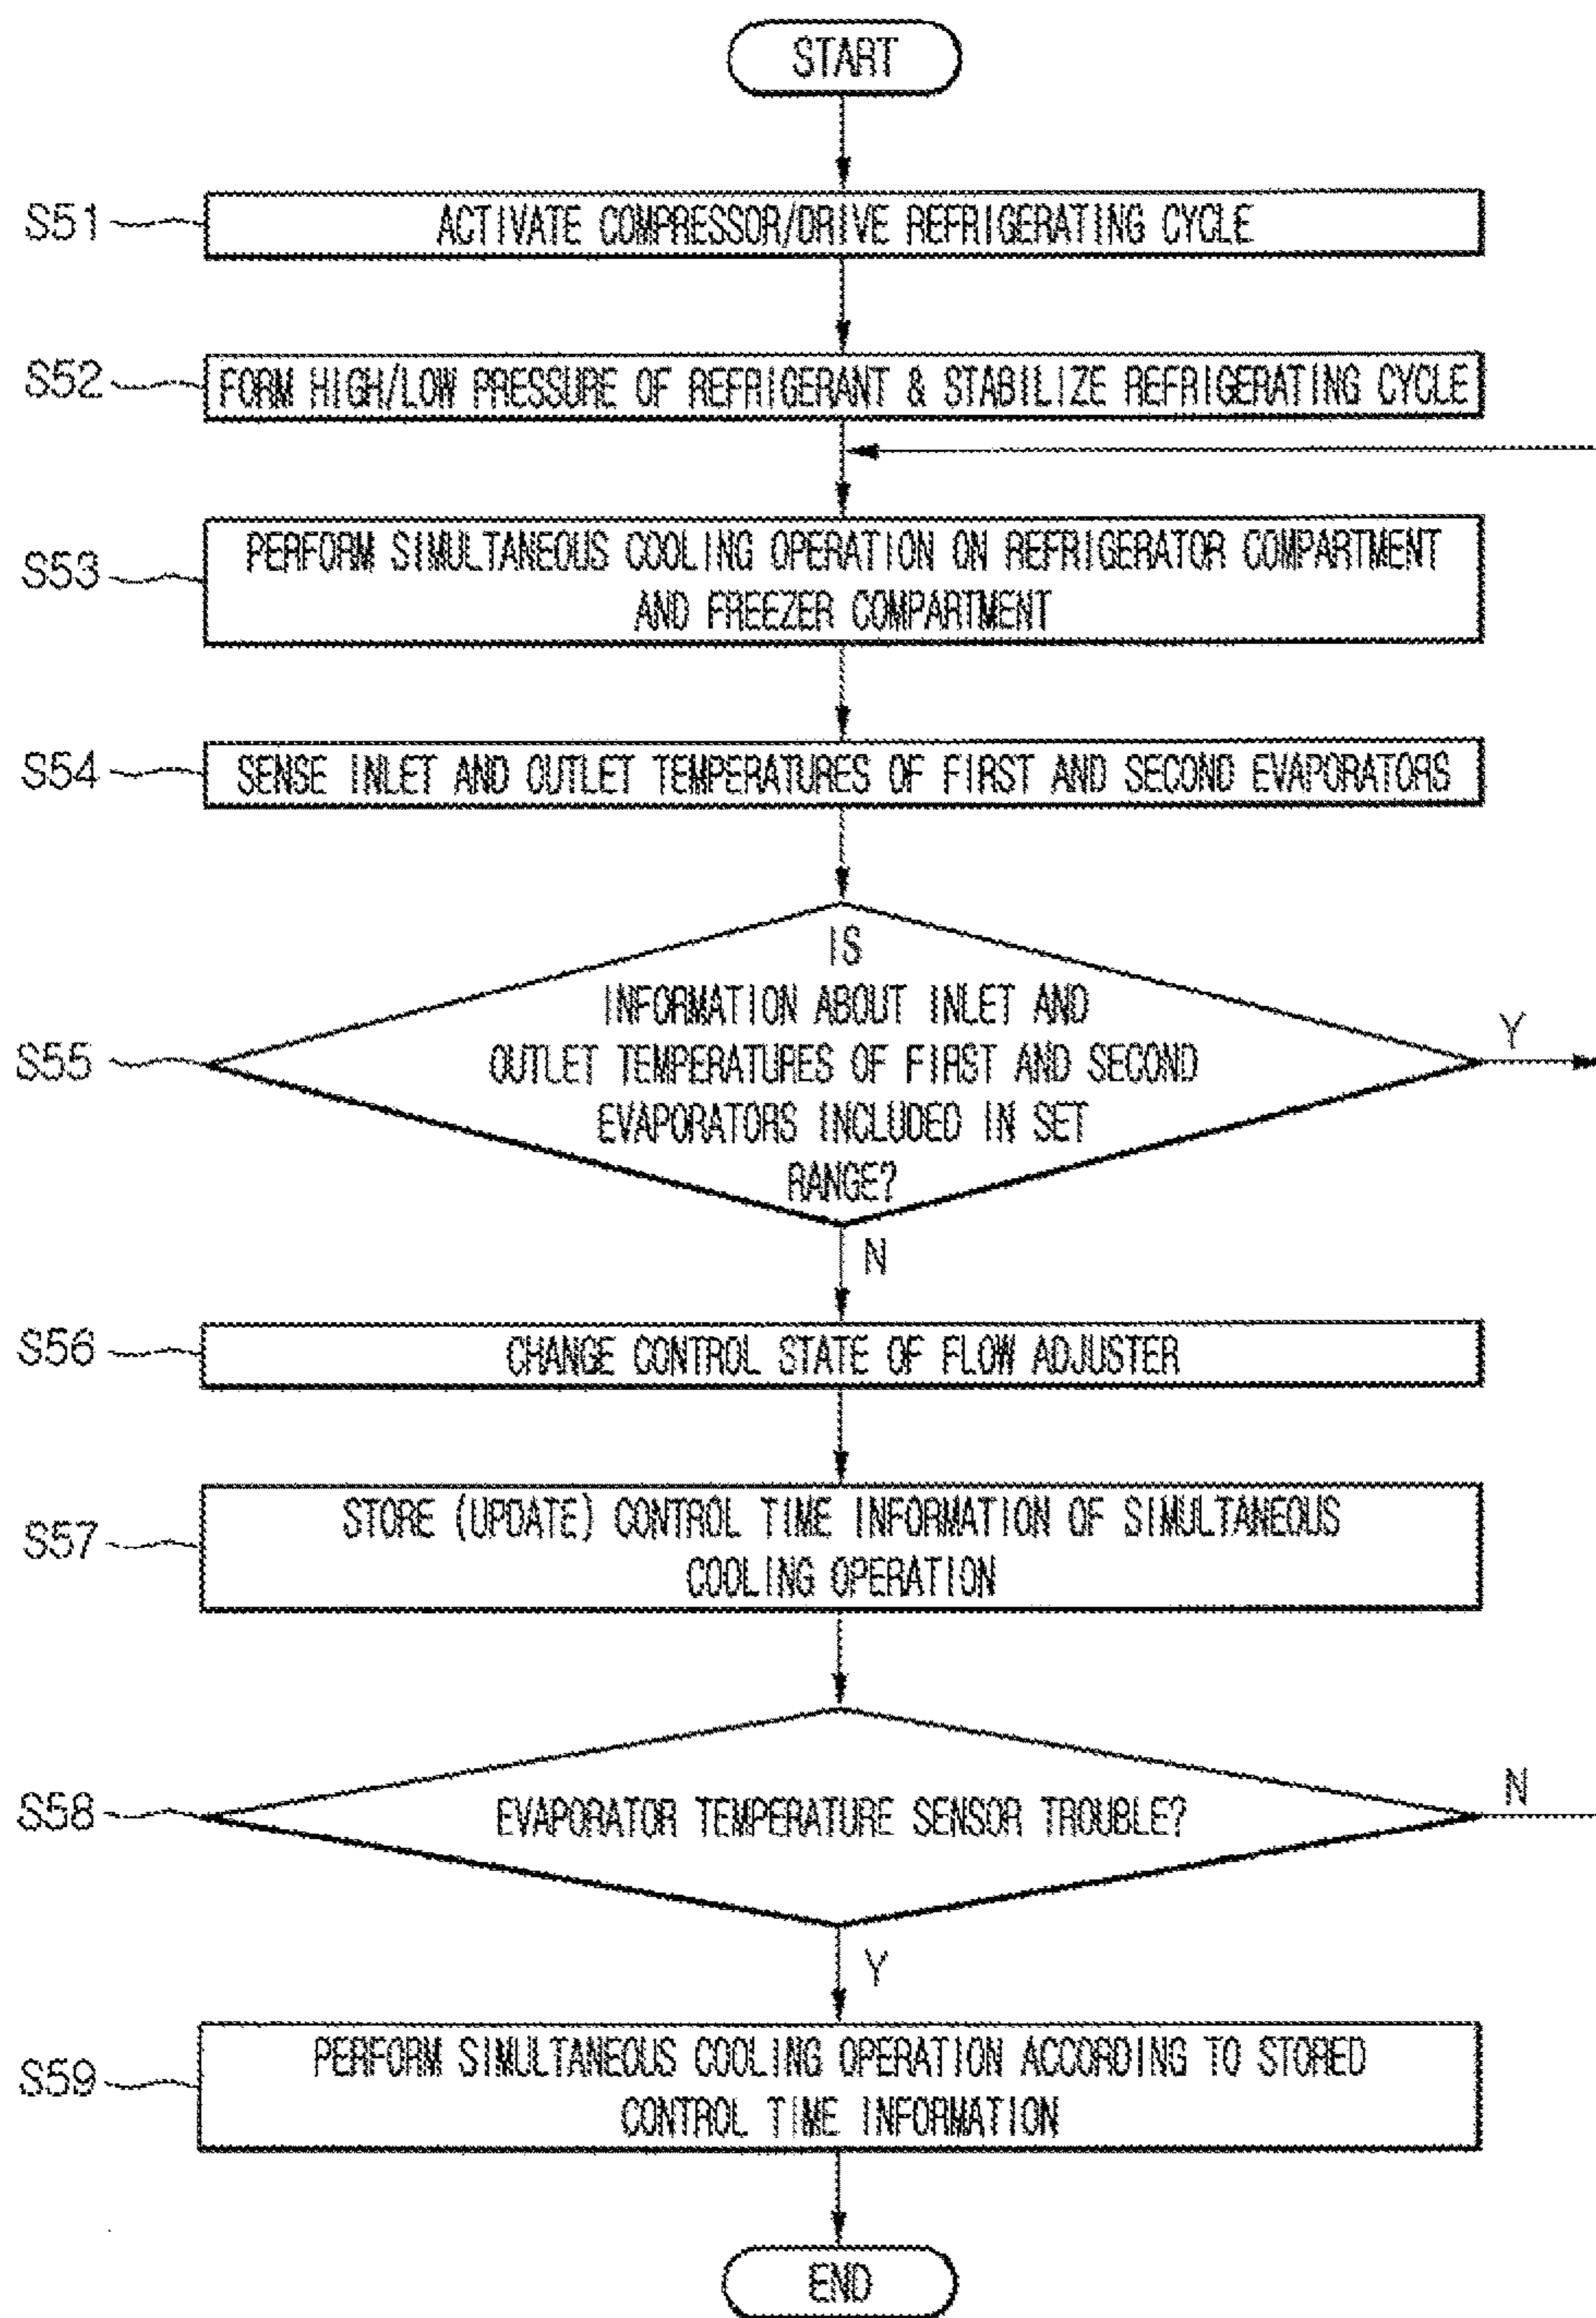 START
S51
ACTIVATE COMPRESSOR/DRIVE REFRIGERATING CYCLE
S52
FORM HIGH/LOW PRESSURE OF REFRIGERANT & STABILIZE REFRIGERATING CYCLE
S53
PERFORM SIMULTANEOUS COOLING OPERATION ON REFRIGERATOR COMPARTMENT
AND FREEZER COMPARTMENT
S54
SENSE INLET AND OUTLET TEMPERATURES OF FIRST AND SECOND EVAPORATORS
S55
IS
INFORMATION ABOUT INLET AND
OUTLET TEMPERATURES OF FIRST AND SECOND
EVAPORATORS INCLUDED IN SET
RANGE?
Y
N
S56
CHANGE CONTROL STATE OF FLOW ADJUSTER
S57
STORE (UPDATE) CONTROL TIME INFORMATION OF SIMULTANEOUS
COOLING OPERATION
S58
EVAPORATOR TEMPERATURE SENSOR TROUBLE?
N
Y
S59
PERFORM SIMULTANEOUS COOLING OPERATION ACCORDING TO STORED
CONTROL TIME INFORMATION
END